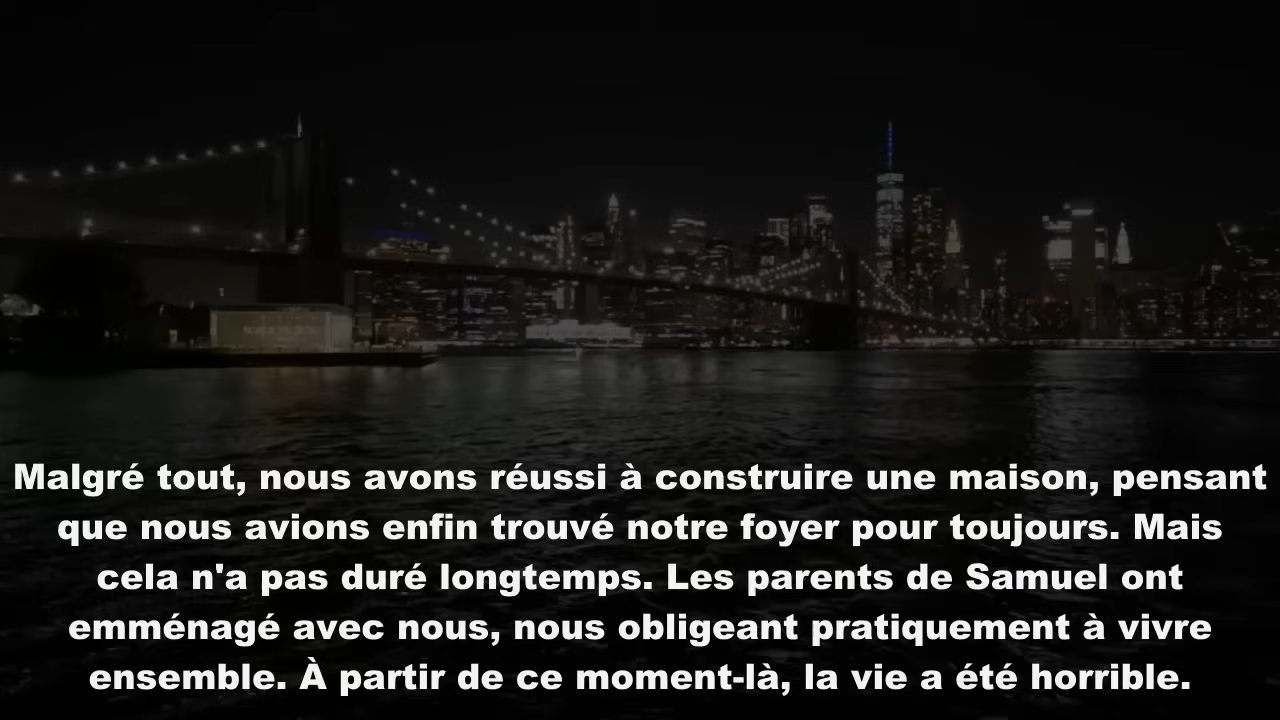 Malgré tout, nous avons réussi à construire une maison, pensant
que nous avions enfin trouvé notre foyer pour toujours. Mais
cela n'a pas duré longtemps. Les parents de Samuel ont
emménagé avec nous, nous obligeant pratiquement à vivre
ensemble. À partir de ce moment-là, la vie a été horrible.